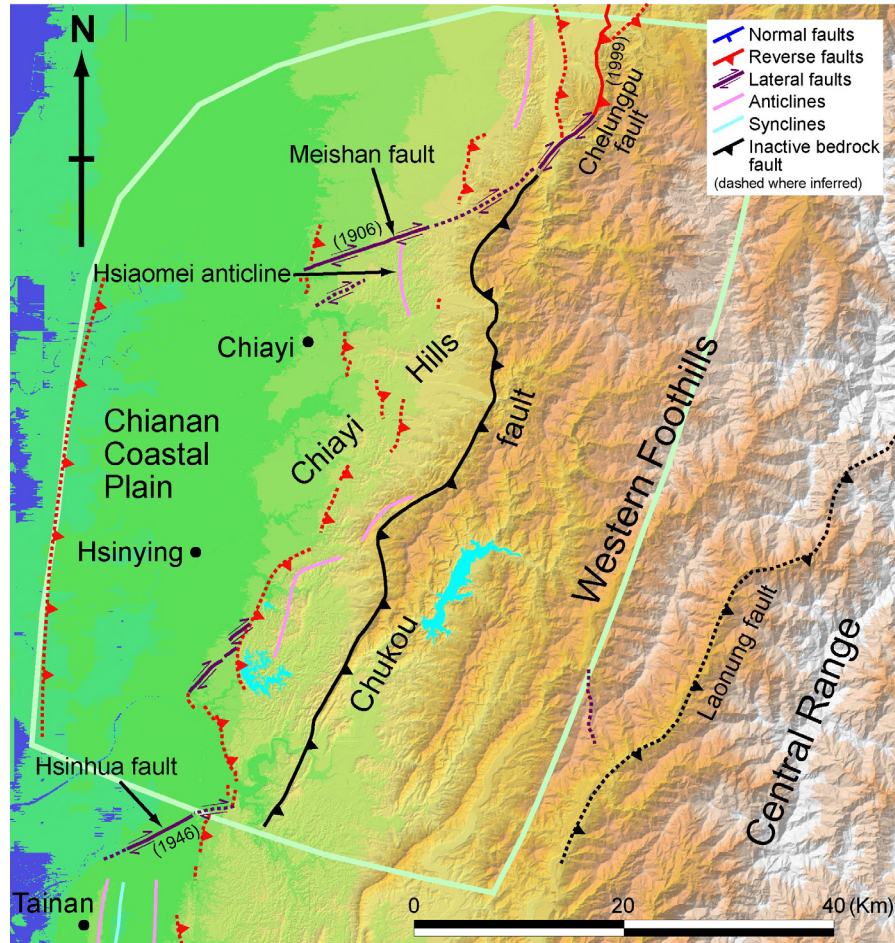 N
Normal faults
Reverse faults
Lateral faults
Anticlines
Synclines
Inactive bedrock
fault
(dashed where inferred)
(1999)
Chelungpu
fault
Meishan fault
(1906)
Hsiaomei anticline
Chiayi
Hills
Chiayi
fault
Chianan
Coastal
Plain
Western Foothills
Hsinying
Chukou
Laonung fault
Central Range
Hsinhua fault
(1946)
Tainan
0
20
40 (Km)